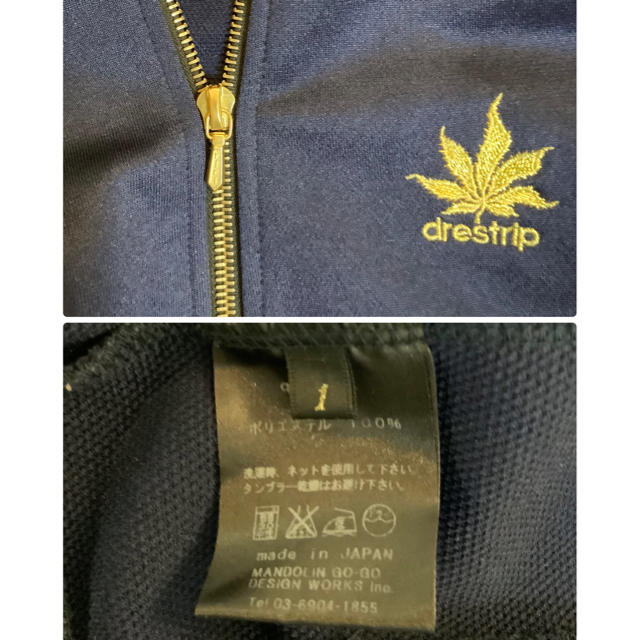 drestrip
1
ポリエステル 100%
洗濯時、ネットを使用して下さい。
タンブラー乾燥はお避け下さい。
made in JAPAN
MANDOLIN GO-GO
DESIGN WORKS Inc.
Tel 03-6904-1855